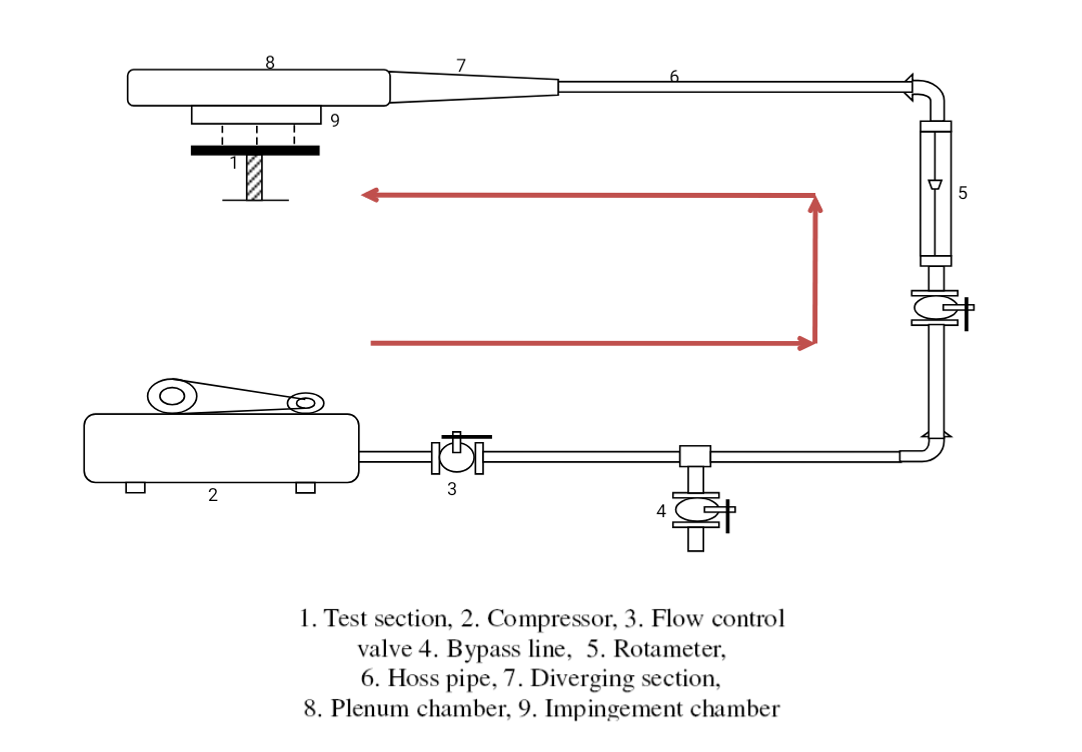 8
7
6
9
1
5
2
3
4
1. Test section, 2. Compressor, 3. Flow control
valve 4. Bypass line, 5. Rotameter,
6. Hoss pipe, 7. Diverging section,
8. Plenum chamber, 9. Impingement chamber